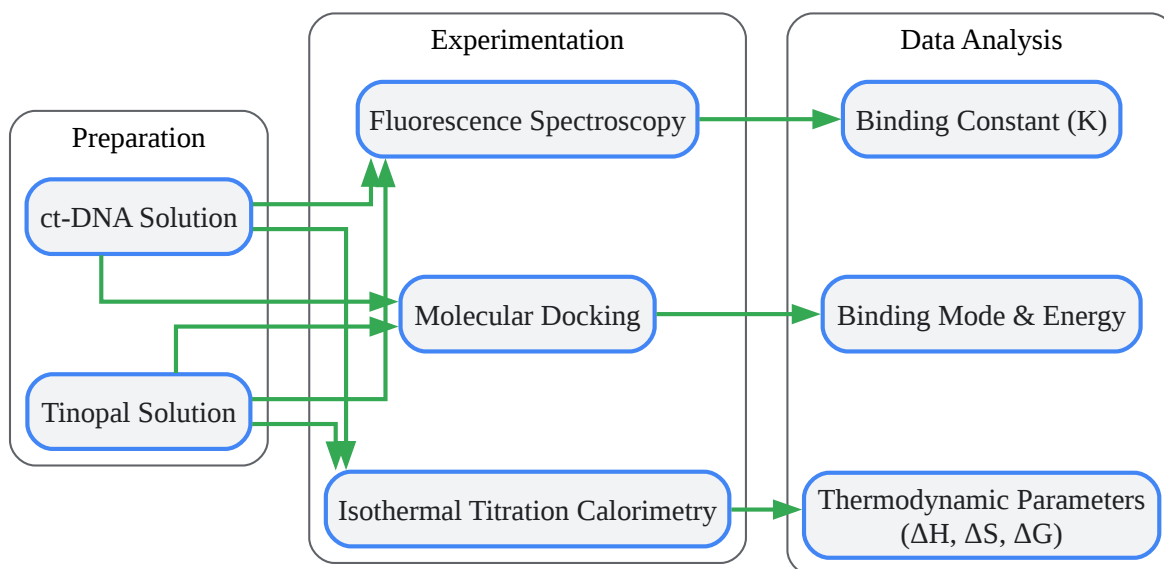 Preparation
ct-DNA Solution
Tinopal Solution
Experimentation
Fluorescence Spectroscopy
Molecular Docking
Isothermal Titration Calorimetry
Data Analysis
Binding Constant (K)
Binding Mode & Energy
Thermodynamic Parameters
(ΔH, ΔS, ΔG)